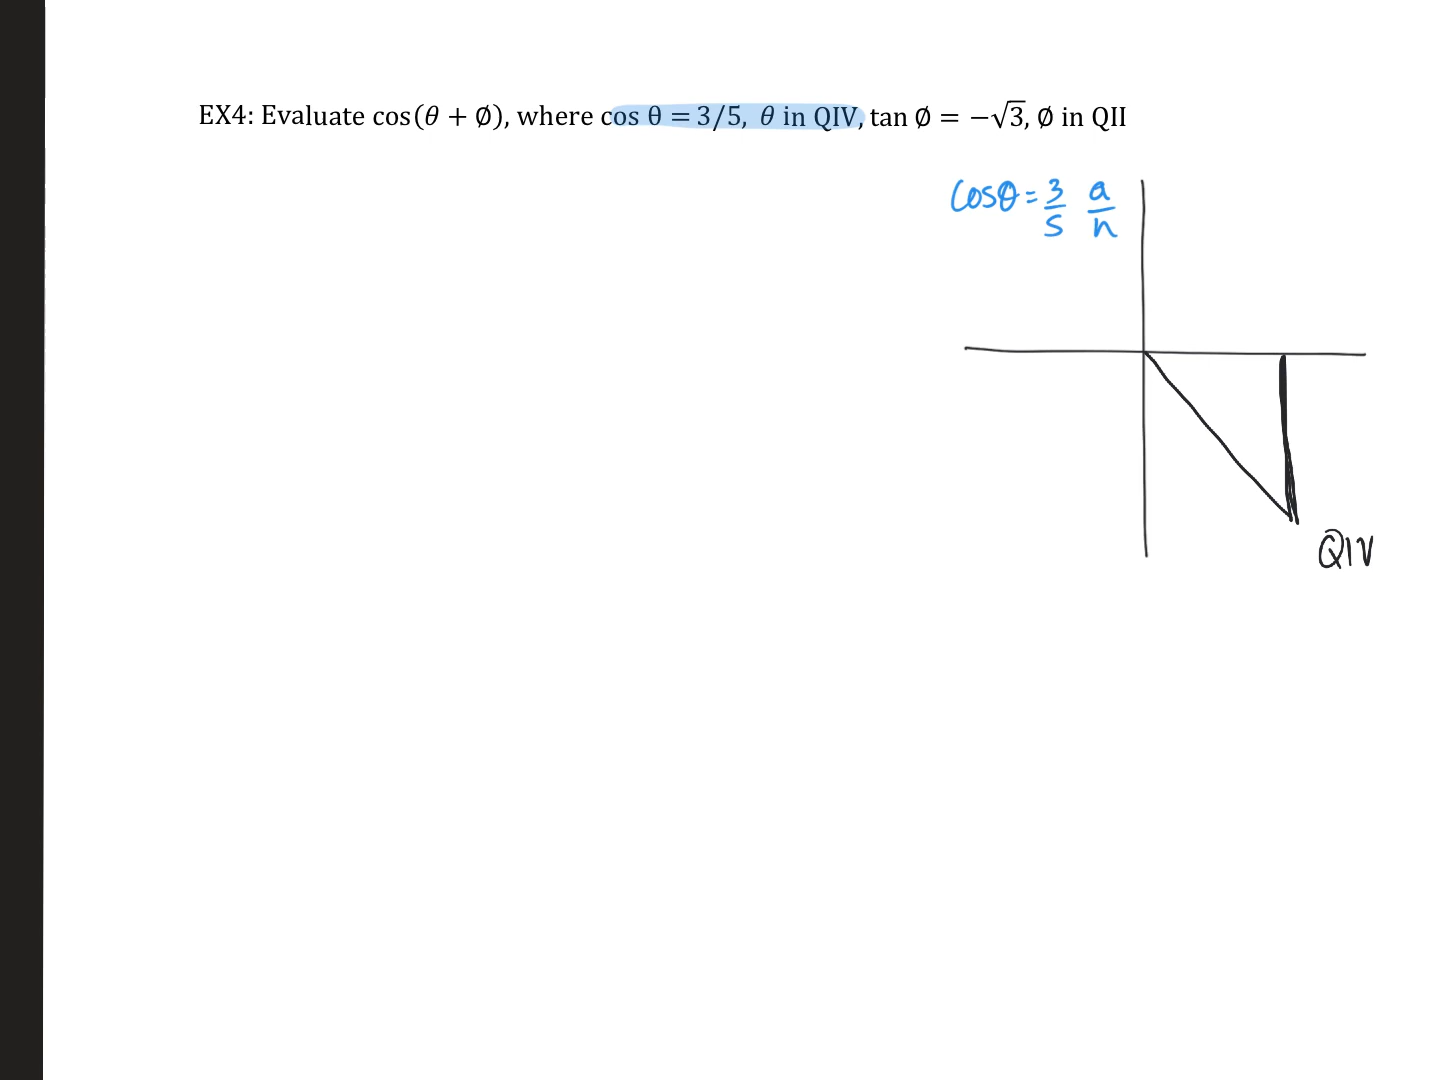 EX4: Evaluate cos(θ + ∅), where cos θ = 3/5, θ in QIV, tan ∅ = −√3, ∅ in QII
cosθ = 3/5 a/h
QIV